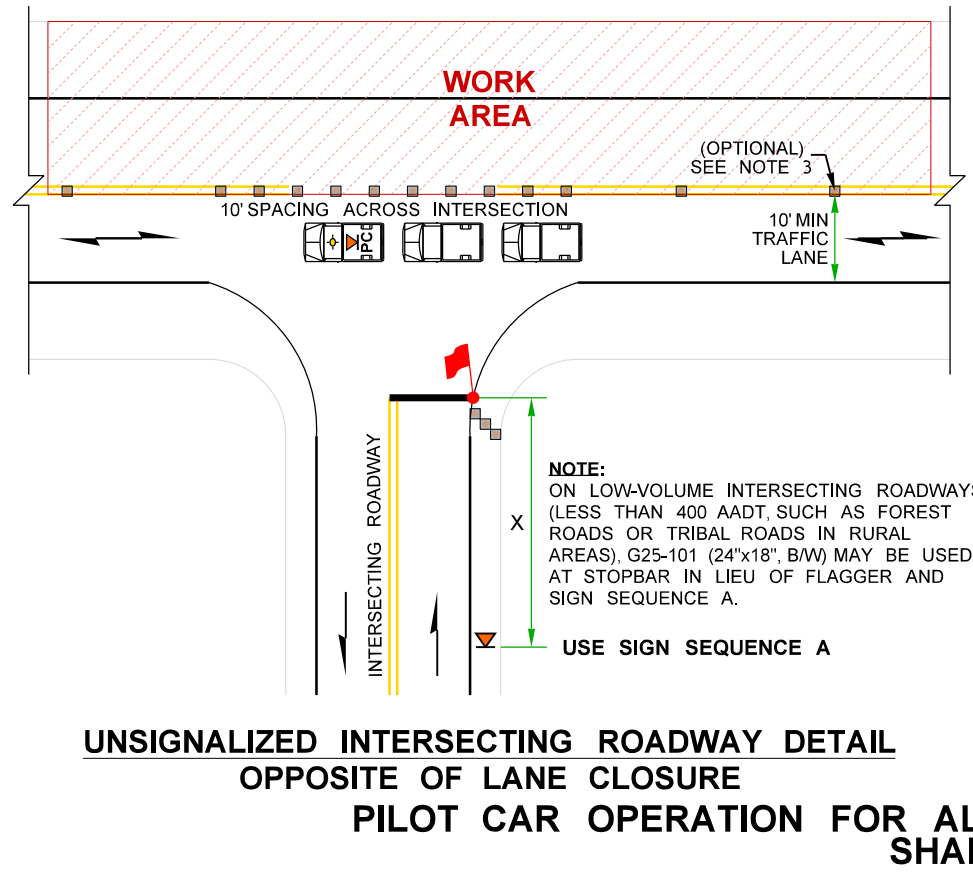 WORK
AREA
(OPTIONAL)
SEE NOTE 3
10' SPACING ACROSS INTERSECTION
10' MIN
TRAFFIC
LANE
PC
INTERSECTING ROADWAY
X
NOTE:
ON LOW-VOLUME INTERSECTING ROADWAYS
(LESS THAN 400 AADT, SUCH AS FOREST
ROADS OR TRIBAL ROADS IN RURAL
AREAS), G25-101 (24"x18", B/W) MAY BE USED
AT STOPBAR IN LIEU OF FLAGGER AND
SIGN SEQUENCE A.
USE SIGN SEQUENCE A
UNSIGNALIZED INTERSECTING ROADWAY DETAIL
OPPOSITE OF LANE CLOSURE
PILOT CAR OPERATION FOR